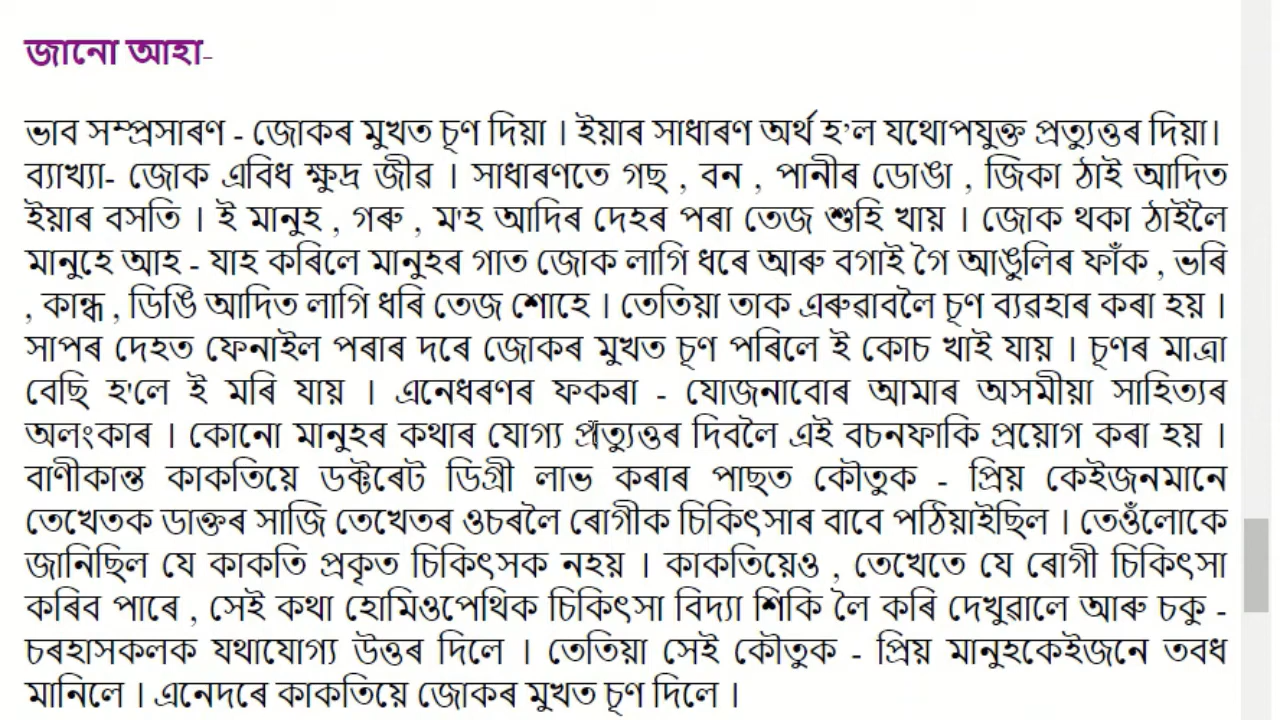 জানো আহা-
ভাব সম্প্ৰসাৰণ - জোকৰ মুখত চূণ দিয়া । ইয়াৰ সাধাৰণ অৰ্থ হ’ল যথোপযুক্ত প্ৰত্যুত্তৰ দিয়া।
ব্যাখ্যা- জোক এবিধ ক্ষুদ্ৰ জীৱ । সাধাৰণতে গছ , বন , পানীৰ ডোঙা , জিকা ঠাই আদিত
ইয়াৰ বসতি । ই মানুহ , গৰু , ম'হ আদিৰ দেহৰ পৰা তেজ শুহি খায় । জোক থকা ঠাইলৈ
মানুহে আহ - যাহ কৰিলে মানুহৰ গাত জোক লাগি ধৰে আৰু বগাই গৈ আঙুলিৰ ফাঁক , ভৰি
, কান্ধ , ডিঙি আদিত লাগি ধৰি তেজ শোহে । তেতিয়া তাক এৰুৱাবলৈ চূণ ব্যৱহাৰ কৰা হয় ।
সাপৰ দেহত ফেনাইল পৰাৰ দৰে জোকৰ মুখত চূণ পৰিলে ই কোচ খাই যায় । চূণৰ মাত্ৰা
বেছি হ'লে ই মৰি যায় । এনেধৰণৰ ফকৰা - যোজনাবোৰ আমাৰ অসমীয়া সাহিত্যৰ
অলংকাৰ । কোনো মানুহৰ কথাৰ যোগ্য প্ৰত্যুত্তৰ দিবলৈ এই বচনফাকি প্ৰয়োগ কৰা হয় ।
বাণীকান্ত কাকতিয়ে ডক্টৰেট ডিগ্ৰী লাভ কৰাৰ পাছত কৌতুক - প্ৰিয় কেইজনমানে
তেখেতক ডাক্তৰ সাজি তেখেতৰ ওচৰলৈ ৰোগীক চিকিৎসাৰ বাবে পঠিয়াইছিল । তেওঁলোকে
জানিছিল যে কাকতি প্ৰকৃত চিকিৎসক নহয় । কাকতিয়েও , তেখেতে যে ৰোগী চিকিৎসা
কৰিব পাৰে , সেই কথা হোমিওপেথিক চিকিৎসা বিদ্যা শিকি লৈ কৰি দেখুৱালে আৰু চকু -
চৰহাসকলক যথাযোগ্য উত্তৰ দিলে । তেতিয়া সেই কৌতুক - প্ৰিয় মানুহকেইজনে তবধ
মানিলে । এনেদৰে কাকতিয়ে জোকৰ মুখত চূণ দিলে ।